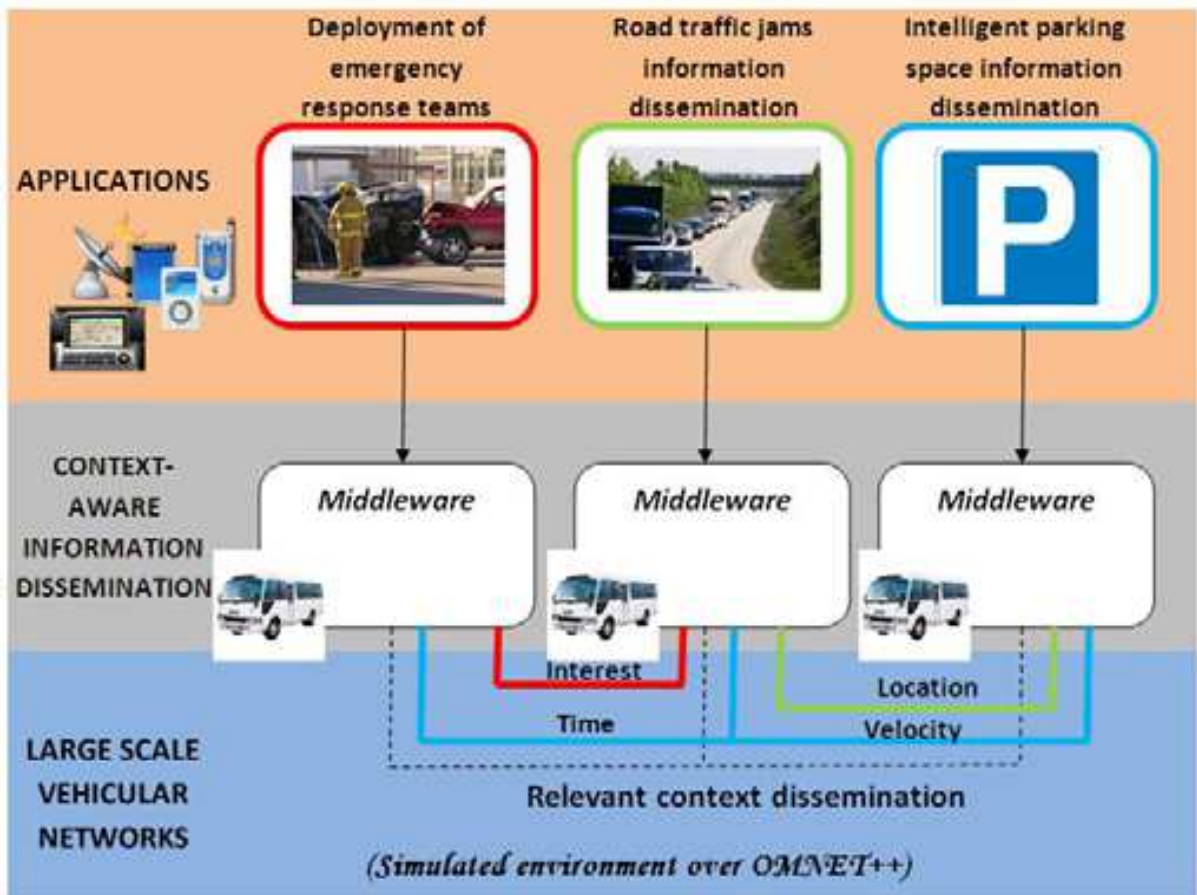 Deployment of
emergency
response teams
Road traffic jams
information
dissemination
Intelligent parking
space information
dissemination
APPLICATIONS
P
CONTEXT-
AWARE
INFORMATION
DISSEMINATION
Middleware
Middleware
Middleware
Interest
Location
Time
Velocity
LARGE SCALE
VEHICULAR
NETWORKS
Relevant context dissemination
(Simulated environment over OMNET++)